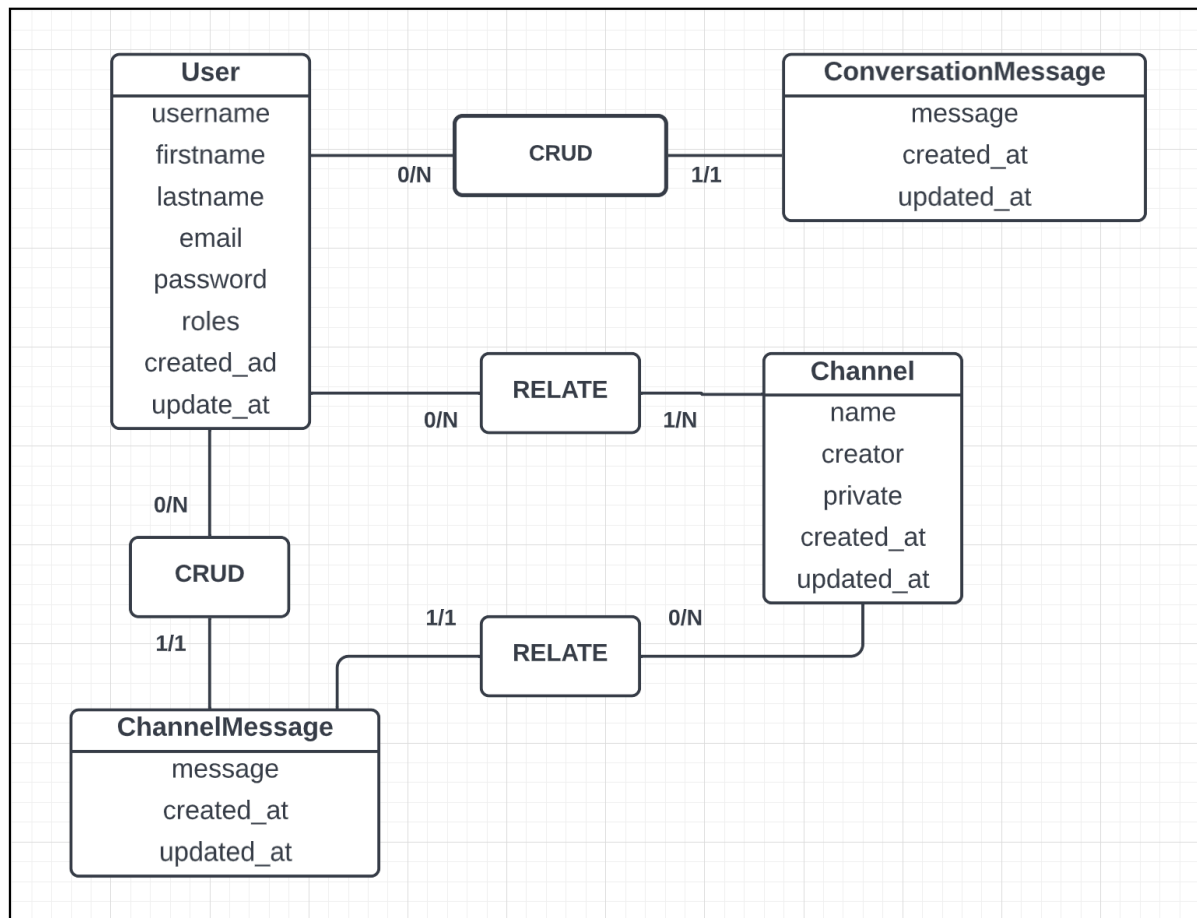 User
username
firstname
lastname
email
password
roles
created_ad
update_at
0/N
CRUD
1/1
ConversationMessage
message
created_at
updated_at
0/N
RELATE
1/N
Channel
name
creator
private
created_at
updated_at
0/N
CRUD
1/1
1/1
RELATE
0/N
ChannelMessage
message
created_at
updated_at